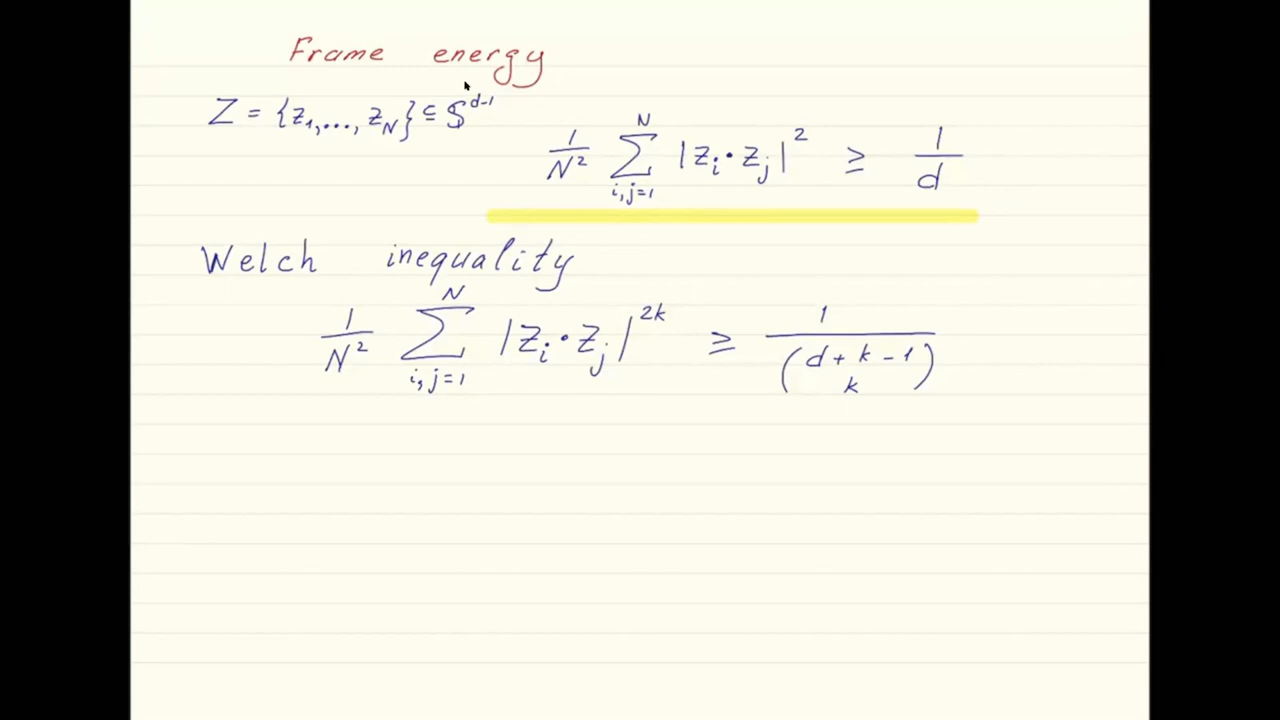 Frame energy
Z = {z₁,..., z_N} ⊆ 𝕊^{d-1}
1/N² ∑_{i,j=1}^{N} |z_i · z_j|² ≥ 1/d
Welch inequality
1/N² ∑_{i,j=1}^{N} |z_i · z_j|^{2k} ≥ 1/(d+k-1 k)